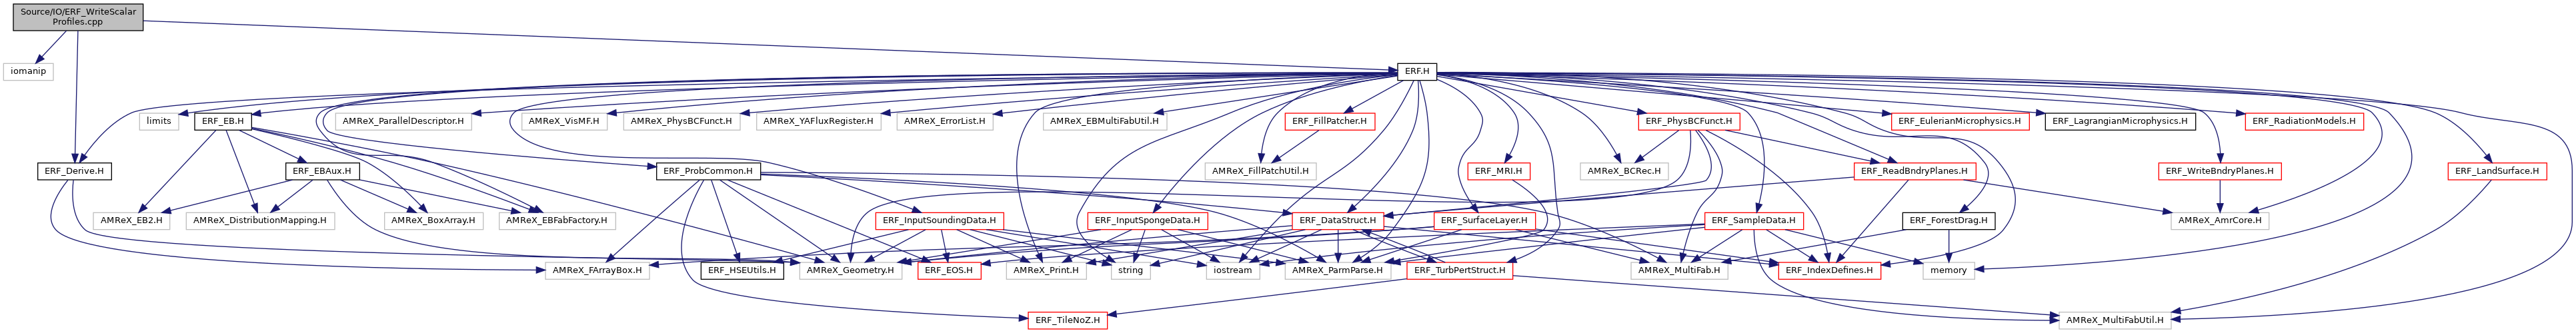 Source/IO/ERF_WriteScalar
Profiles.cpp
iomanip
ERF.H
limits
ERF_EB.H
AMReX_ParallelDescriptor.H
AMReX_VisMF.H
AMReX_PhysBCFunct.H
AMReX_YAFluxRegister.H
AMReX_ErrorList.H
AMReX_EBMultiFabUtil.H
ERF_FillPatcher.H
ERF_PhysBCFunct.H
ERF_EulerianMicrophysics.H
ERF_LagrangianMicrophysics.H
ERF_RadiationModels.H
ERF_Derive.H
ERF_EBAux.H
ERF_ProbCommon.H
AMReX_FillPatchUtil.H
ERF_MRI.H
AMReX_BCRec.H
ERF_ReadBndryPlanes.H
ERF_WriteBndryPlanes.H
ERF_LandSurface.H
AMReX_EB2.H
AMReX_DistributionMapping.H
AMReX_BoxArray.H
AMReX_EBFabFactory.H
ERF_InputSoundingData.H
ERF_InputSpongeData.H
ERF_DataStruct.H
ERF_SurfaceLayer.H
ERF_SampleData.H
ERF_ForestDrag.H
AMReX_AmrCore.H
AMReX_FArrayBox.H
ERF_HSEUtils.H
AMReX_Geometry.H
ERF_EOS.H
AMReX_Print.H
string
iostream
AMReX_ParmParse.H
ERF_TurbPertStruct.H
AMReX_MultiFab.H
ERF_IndexDefines.H
memory
ERF_TileNoZ.H
AMReX_MultiFabUtil.H